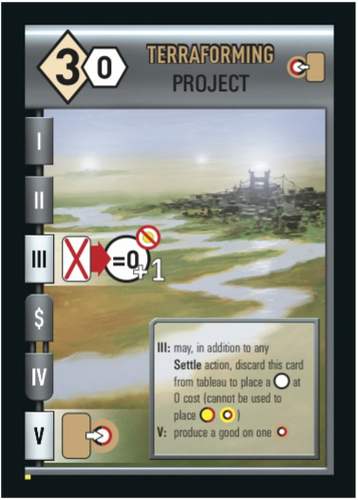 3 0 TERRAFORMING
PROJECT
I
II
III =0 +1
$
IV
V
III: may, in addition to any
Settle action, discard this card
from tableau to place a at
0 cost (cannot be used to
place )
V: produce a good on one